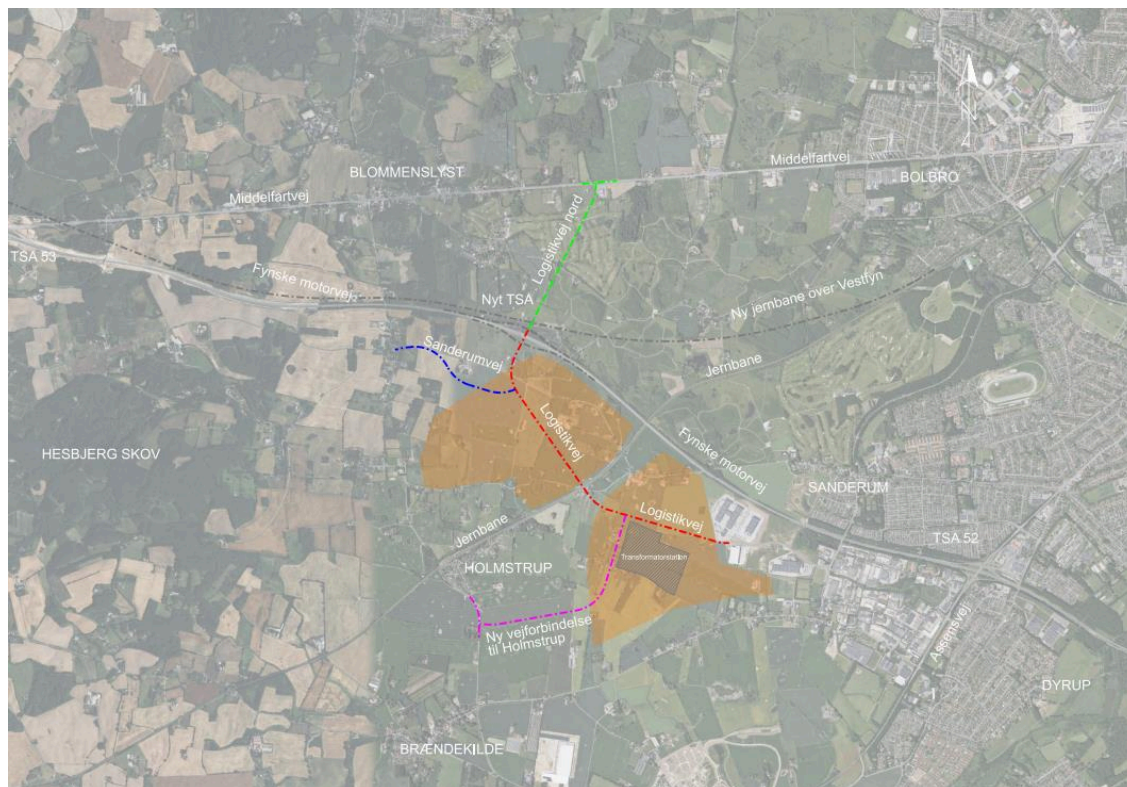 Middelfartvej
BLOMMENSLYST
BOLBRO
Middelfartvej
Logistikvej nord
TSA 53
Fynske motorvej
Nyt TSA
Ny jernbane over Vestfyn
Sanderumvej
Jernbane
Logistikvej
Fynske motorvej
HESBJERG SKOV
SANDERUM
Logistikvej
Jernbane
TSA 52
Transformatorstation
HOLMSTRUP
Ny vejforbindelse
til Holmstrup
Assensvej
DYRUP
BRÆNDEKILDE